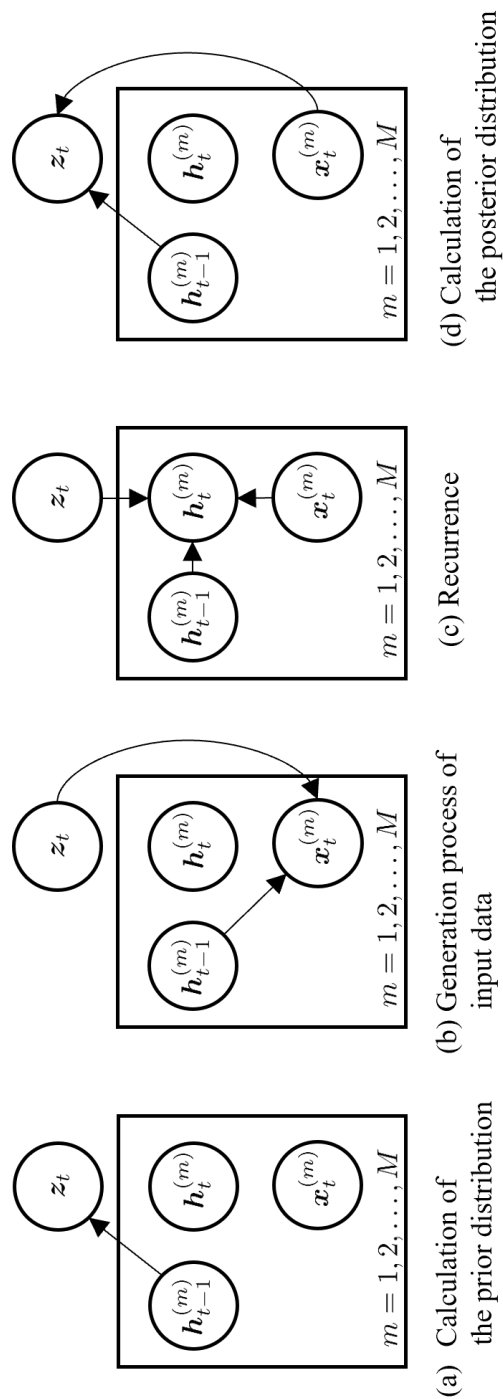 z_t
h_{t-1}^{(m)}
h_t^{(m)}
x_t^{(m)}
m = 1, 2, . . . , M
(a) Calculation of
the prior distribution
z_t
h_{t-1}^{(m)}
h_t^{(m)}
x_t^{(m)}
m = 1, 2, . . . , M
(b) Generation process of
input data
z_t
h_{t-1}^{(m)}
h_t^{(m)}
x_t^{(m)}
m = 1, 2, . . . , M
(c) Recurrence
z_t
h_{t-1}^{(m)}
h_t^{(m)}
x_t^{(m)}
m = 1, 2, . . . , M
(d) Calculation of
the posterior distribution